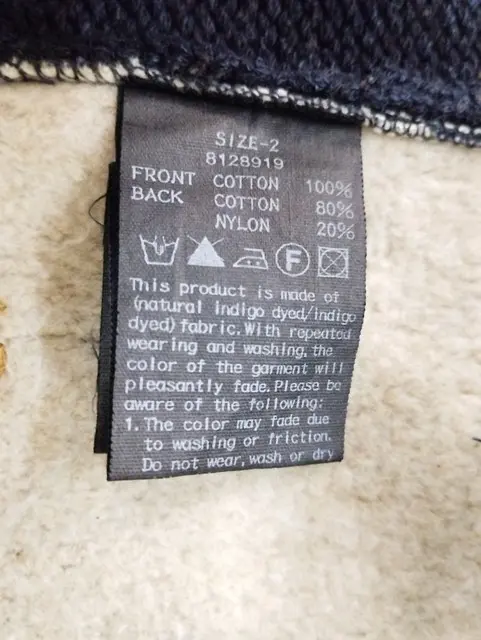 SIZE-2
8128919
FRONT COTTON 100%
BACK COTTON 80%
NYLON 20%
F
This product is made of
(natural indigo dyed/indigo
dyed) fabric. With repeated
wearing and washing, the
color of the garment will
pleasantly fade. Please be
aware of the following:
1. The color may fade due
to washing or friction.
Do not wear, wash or dry